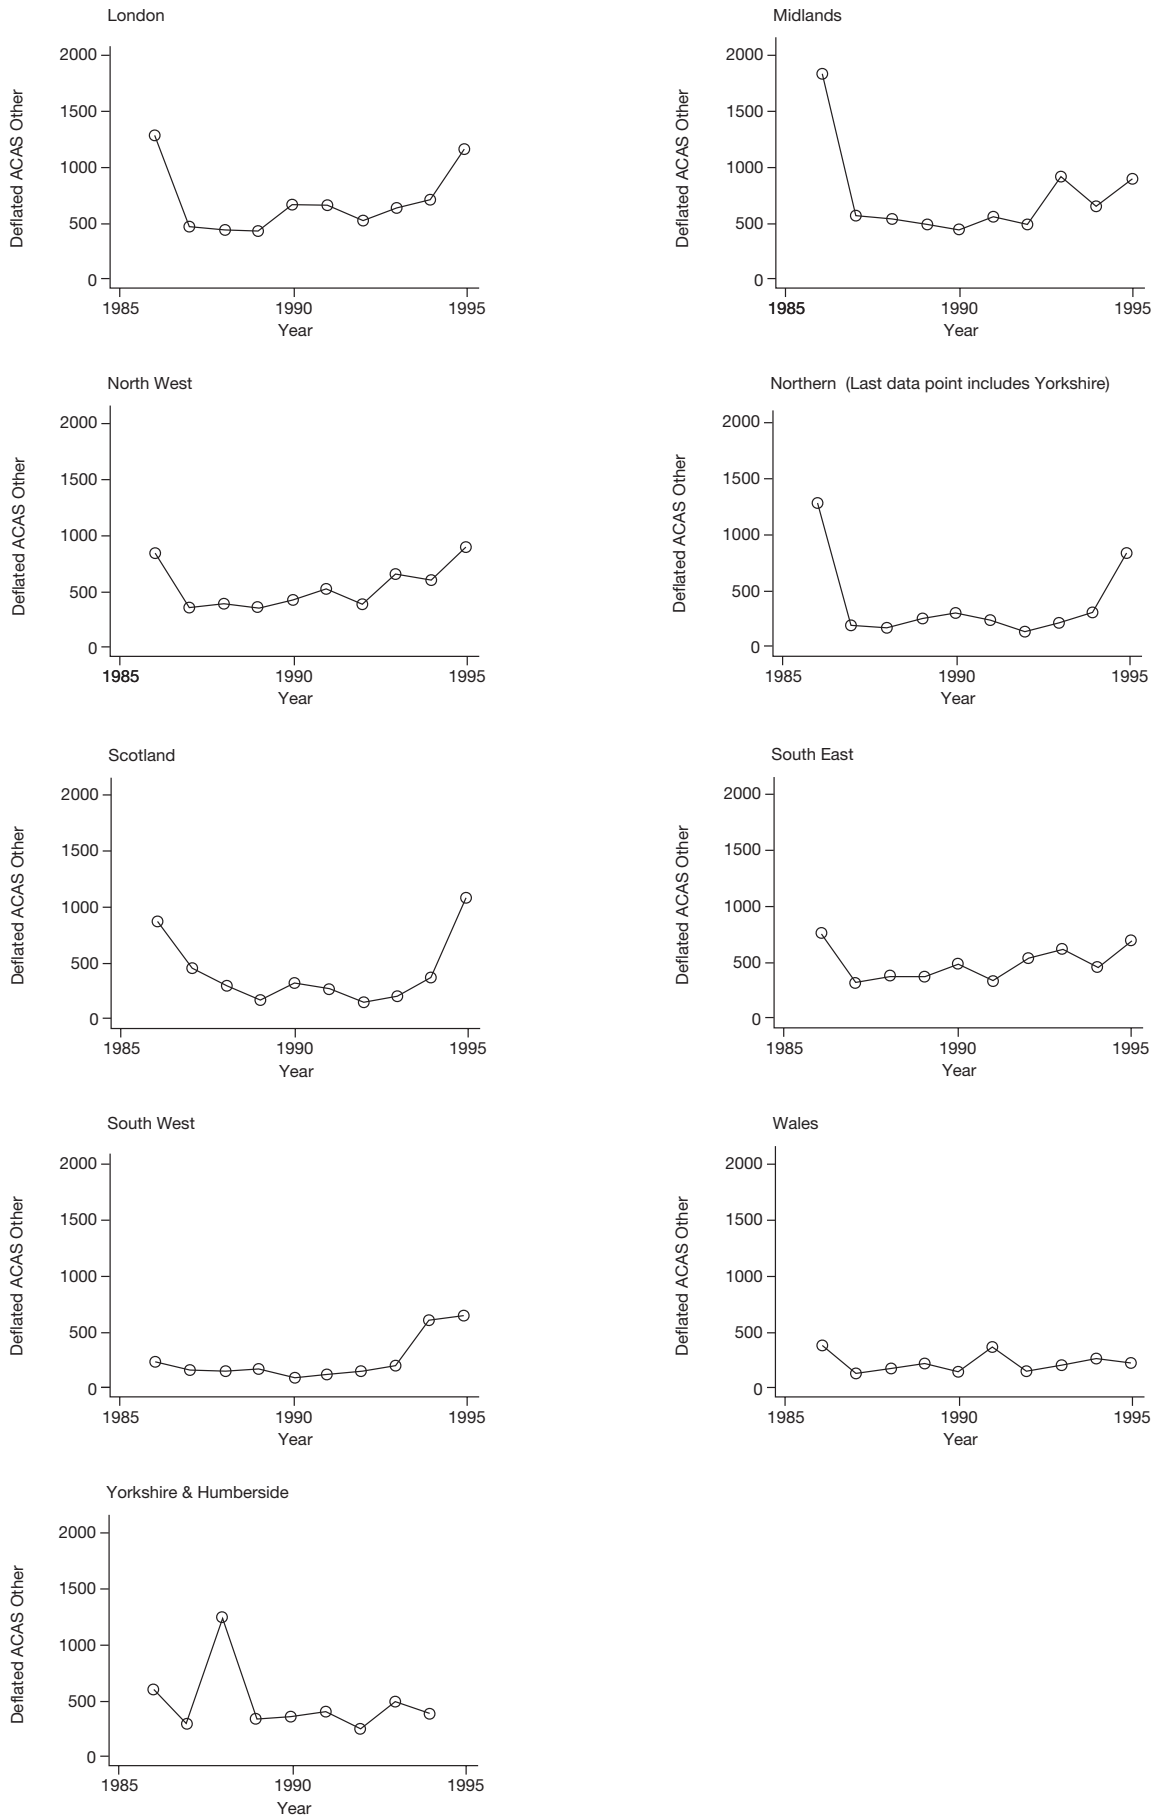 London
Deflated ACAS Other
2000
1500
1000
500
0
1985 1990 1995
Year
Midlands
Deflated ACAS Other
2000
1500
1000
500
0
1985 1990 1995
Year
North West
Deflated ACAS Other
2000
1500
1000
500
0
1985 1990 1995
Year
Northern (Last data point includes Yorkshire)
Deflated ACAS Other
2000
1500
1000
500
0
1985 1990 1995
Year
Scotland
Deflated ACAS Other
2000
1500
1000
500
0
1985 1990 1995
Year
South East
Deflated ACAS Other
2000
1500
1000
500
0
1985 1990 1995
Year
South West
Deflated ACAS Other
2000
1500
1000
500
0
1985 1990 1995
Year
Wales
Deflated ACAS Other
2000
1500
1000
500
0
1985 1990 1995
Year
Yorkshire & Humberside
Deflated ACAS Other
2000
1500
1000
500
0
1985 1990 1995
Year